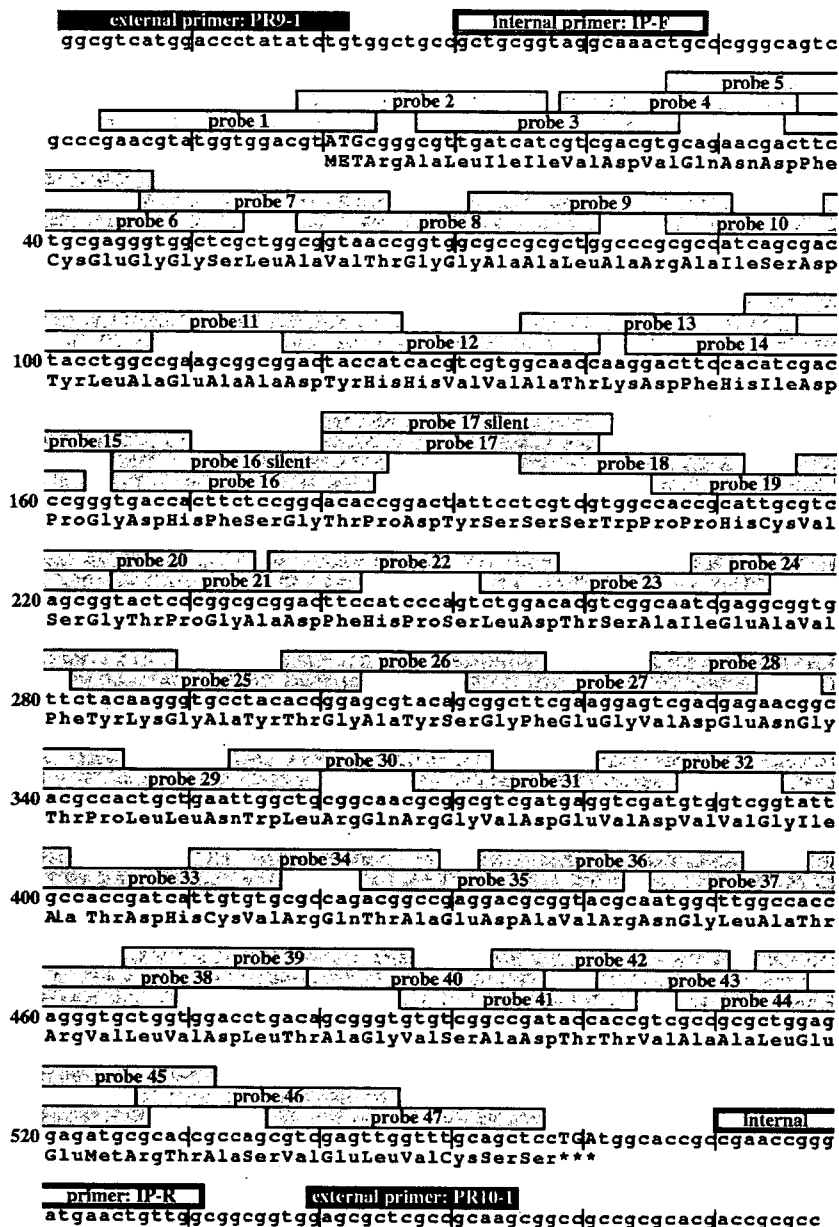 external primer: PR9-1 internal primer: IP-F
ggcgtcatggaccctatatctgtggctgccgctgcggtaggcaaactgcccgggcagtc
probe 5
probe 2 probe 4
probe 1 probe 3
gcccgaacgtatggtggacgtATGcgggcgttgatcatcgtcgacgtgcagaacgacttc
METArgAlaLeuIleIleValAspValGlnAsnAspPhe
probe 7 probe 9
probe 6 probe 8 probe 10
40 tgcgagggtggctcgctggcggtaaccggtggcgccgcgctggcccgcgccatcagcgac
CysGluGlyGlySerLeuAlaValThrGlyGlyAlaAlaLeuAlaArgAlaIleSerAsp
probe 11 probe 13
probe 12 probe 14
100 tacctggccgaagcggcggactaccatcacgtcgtggcaaccaaggacttccacatcgac
TyrLeuAlaGluAlaAlaAspTyrHisHisValValAlaThrLysAspPheHisIleAsp
probe 17 silent
probe 15 probe 17
probe 16 silent probe 18
probe 16 probe 19
160 ccgggtgaccacttctccggcacaccggactattcctcgtcgtggccaccgcattgcgtc
ProGlyAspHisPheSerGlyThrProAspTyrSerSerSerTrpProProHisCysVal
probe 20 probe 22 probe 24
probe 21 probe 23
220 agcggtactcccggcgcggacttccatcccagtctggacacgtcggcaatcgaggcggtg
SerGlyThrProGlyAlaAspPheHisProSerLeuAspThrSerAlaIleGluAlaVal
probe 26 probe 28
probe 25 probe 27
280 ttctacaagggtgcctacaccggagcgtacagcggcttcgaaggagtcgacgagaacggc
PheTyrLysGlyAlaTyrThrGlyAlaTyrSerGlyPheGluGlyValAspGluAsnGly
probe 30 probe 32
probe 29 probe 31
340 acgccactgctgaattggctgcggcaacgcggcgtcgatgaggtcgatgtggtcggtatt
ThrProLeuLeuAsnTrpLeuArgGlnArgGlyValAspGluValAspValValGlyIle
probe 34 probe 36
probe 33 probe 35 probe 37
400 gccaccgatcattgtgtgcgccagacggccgaggacgcggtacgcaatggcttggccacc
Ala ThrAspHisCysValArgGlnThrAlaGluAspAlaValArgAsnGlyLeuAlaThr
probe 39 probe 42
probe 38 probe 40 probe 43
probe 41 probe 44
460 agggtgctggtggacctgacagcgggtgtgtcggccgataccaccgtcgccgcgctggag
ArgValLeuValAspLeuThrAlaGlyValSerAlaAspThrThrValAlaAlaLeuGlu
probe 45
probe 46
probe 47 Internal
520 gagatgcgcaccgccagcgtcgagttggtttgcagctccTgAtggcaccgccgaaccggg
GluMetArgThrAlaSerValGluLeuValCysSerSer***
primer: IP-R external primer: PR10-1
atgaactgttggcggcggtggagcgctcgccgcaagcggccgccgcgcacgaccgcgcc